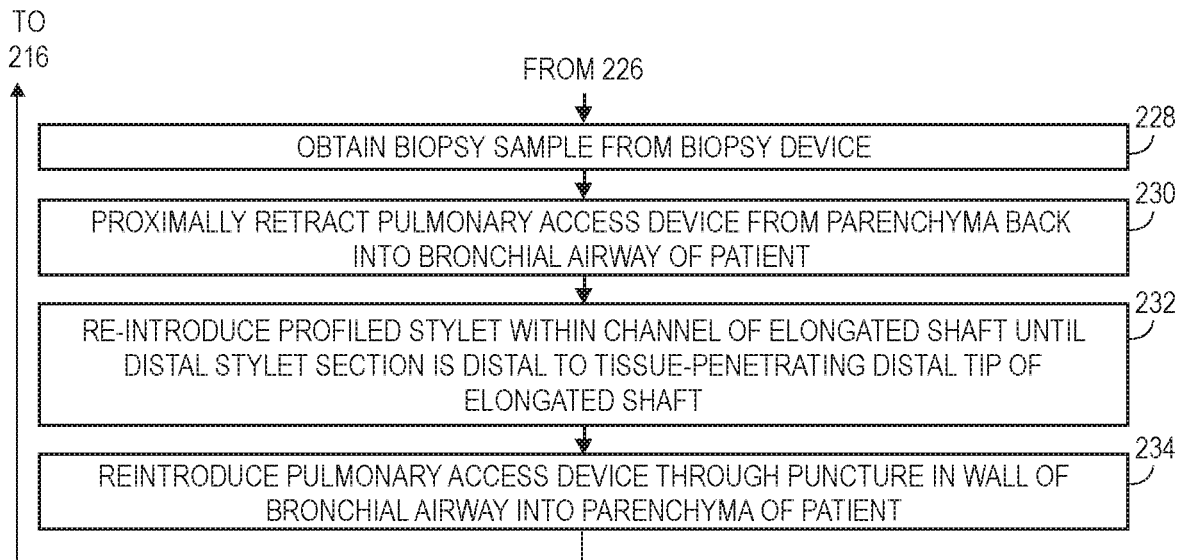 TO
216
FROM 226
228
OBTAIN BIOPSY SAMPLE FROM BIOPSY DEVICE
230
PROXIMALLY RETRACT PULMONARY ACCESS DEVICE FROM PARENCHYMA BACK
INTO BRONCHIAL AIRWAY OF PATIENT
232
RE-INTRODUCE PROFILED STYLET WITHIN CHANNEL OF ELONGATED SHAFT UNTIL
DISTAL STYLET SECTION IS DISTAL TO TISSUE-PENETRATING DISTAL TIP OF
ELONGATED SHAFT
234
REINTRODUCE PULMONARY ACCESS DEVICE THROUGH PUNCTURE IN WALL OF
BRONCHIAL AIRWAY INTO PARENCHYMA OF PATIENT